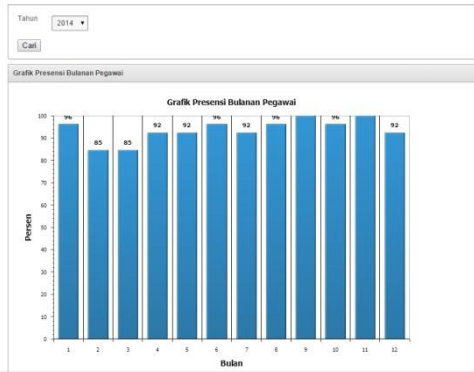 Tahun 2014
Cari
Grafik Presensi Bulanan Pegawai
Grafik Presensi Bulanan Pegawai
100
90
80
70
60
50
40
30
20
10
0
Persen
96 85 85 92 92 96 92 96 96 92
1 2 3 4 5 6 7 8 9 10 11 12
Bulan